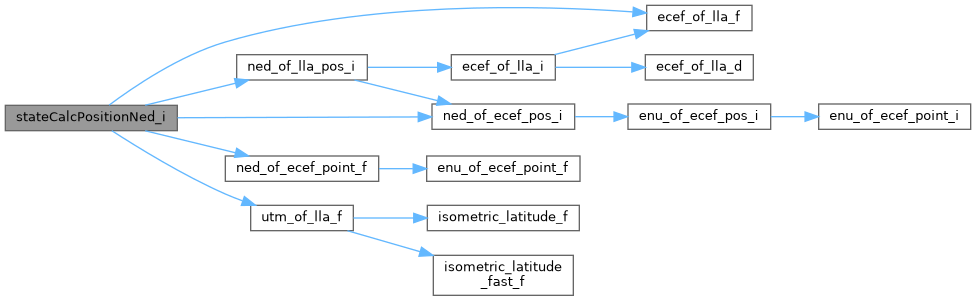 stateCalcPositionNed_i
ned_of_lla_pos_i
ned_of_ecef_point_f
utm_of_lla_f
ecef_of_lla_i
ned_of_ecef_pos_i
enu_of_ecef_point_f
isometric_latitude_f
isometric_latitude
_fast_f
ecef_of_lla_f
ecef_of_lla_d
enu_of_ecef_pos_i
enu_of_ecef_point_i